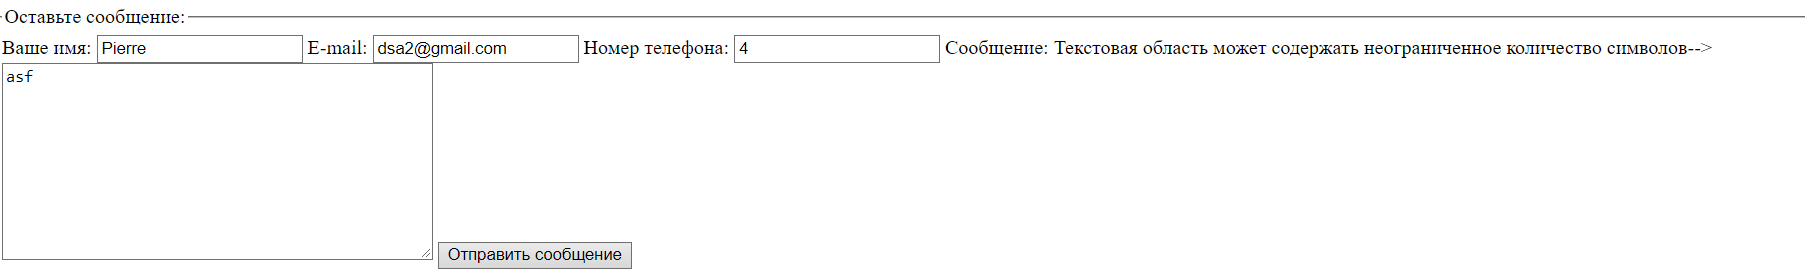 Оставьте сообщение:
Ваше имя: Pierre E-mail: dsa2@gmail.com Номер телефона: 4 Сообщение: Текстовая область может содержать неограниченное количество символов-->
asf
Отправить сообщение